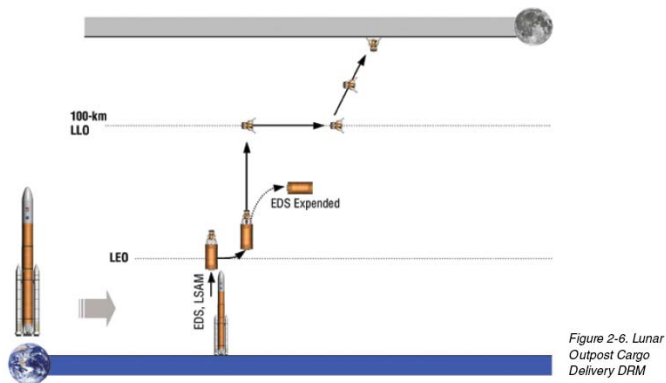 100-km
LLO
EDS Expended
LEO
EDS, LSAM
Figure 2-6. Lunar
Outpost Cargo
Delivery DRM